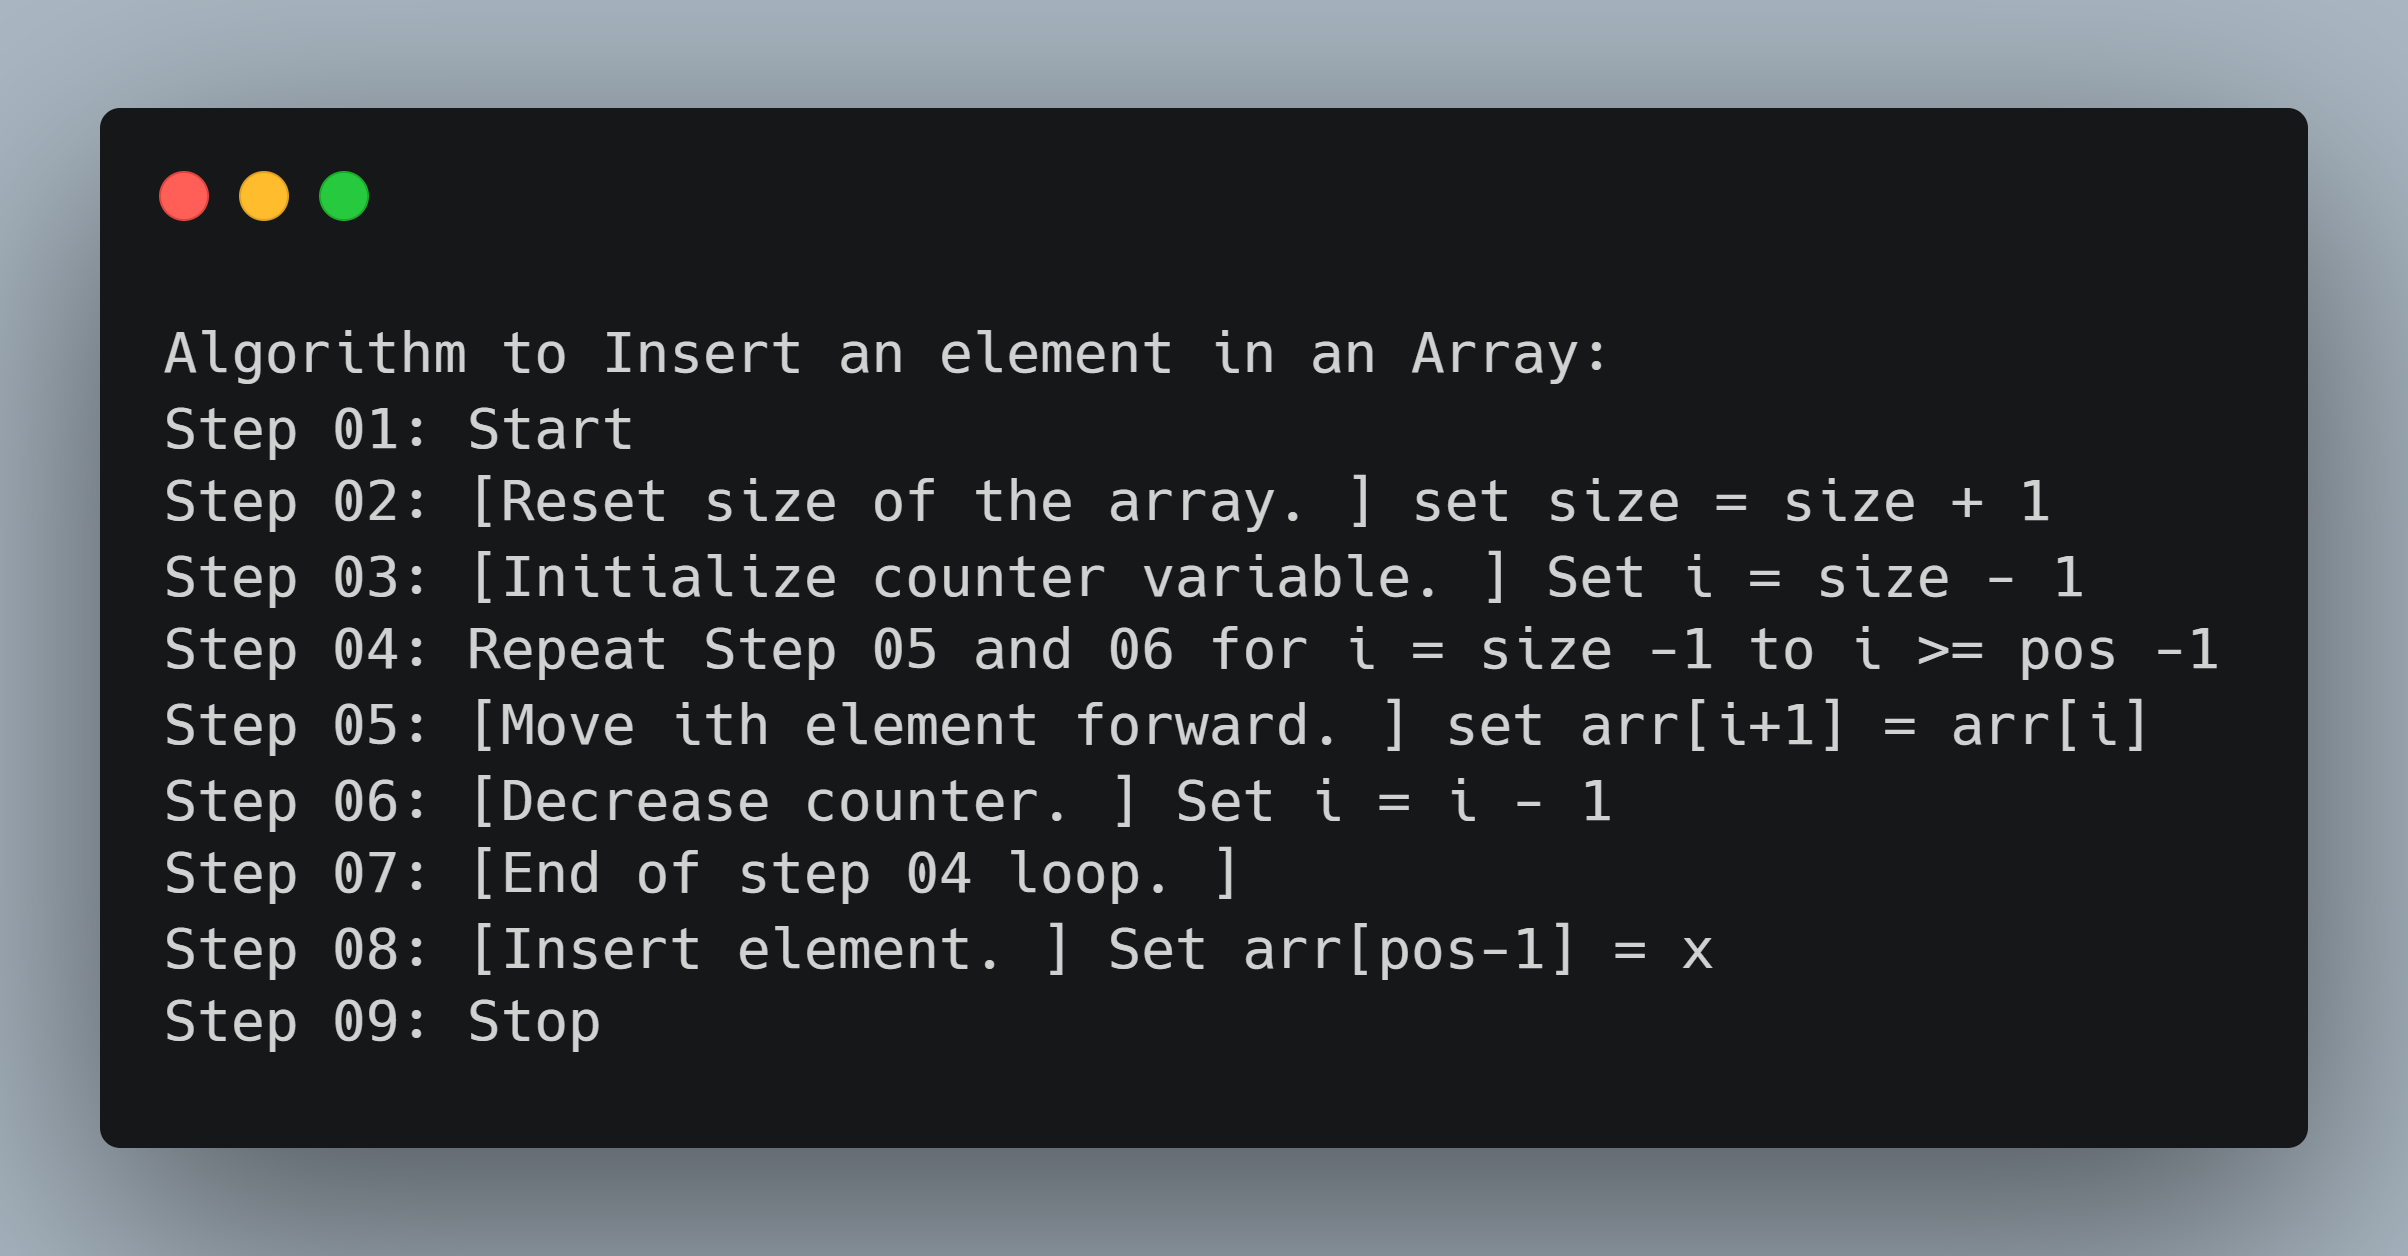 Algorithm to Insert an element in an Array:
Step 01: Start
Step 02: [Reset size of the array. ] set size = size + 1
Step 03: [Initialize counter variable. ] Set i = size - 1
Step 04: Repeat Step 05 and 06 for i = size -1 to i >= pos -1
Step 05: [Move ith element forward. ] set arr[i+1] = arr[i]
Step 06: [Decrease counter. ] Set i = i - 1
Step 07: [End of step 04 loop. ]
Step 08: [Insert element. ] Set arr[pos-1] = x
Step 09: Stop